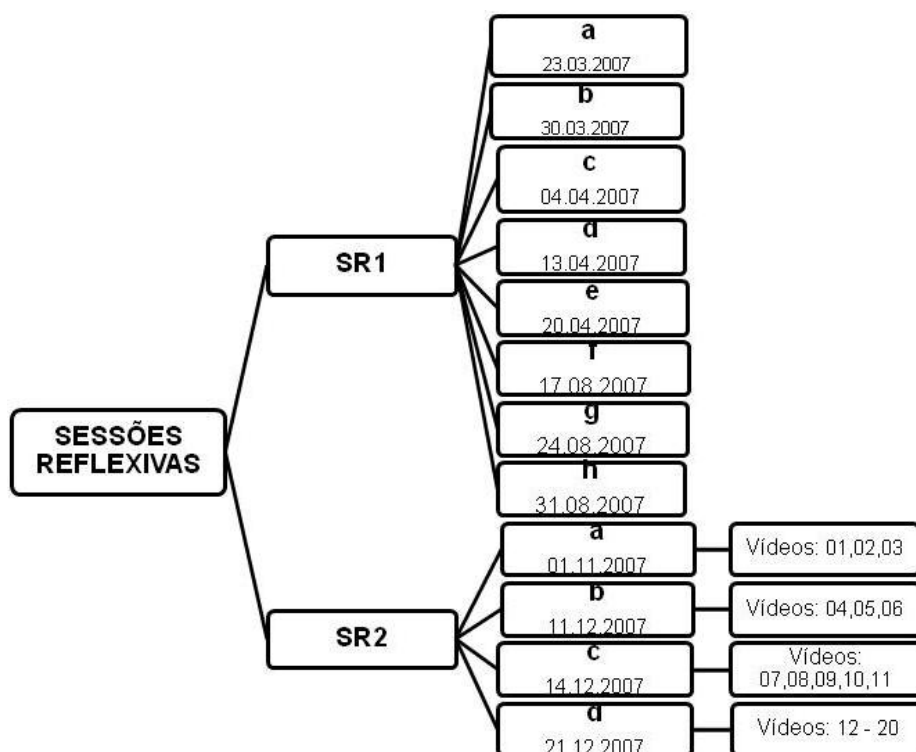 SESSÕES
REFLEXIVAS
SR1
a
23.03.2007
b
30.03.2007
c
04.04.2007
d
13.04.2007
e
20.04.2007
f
17.08.2007
g
24.08.2007
h
31.08.2007
SR2
a
01.11.2007
Vídeos: 01,02,03
b
11.12.2007
Vídeos: 04,05,06
c
14.12.2007
Vídeos:
07,08,09,10,11
d
21.12.2007
Vídeos: 12 - 20